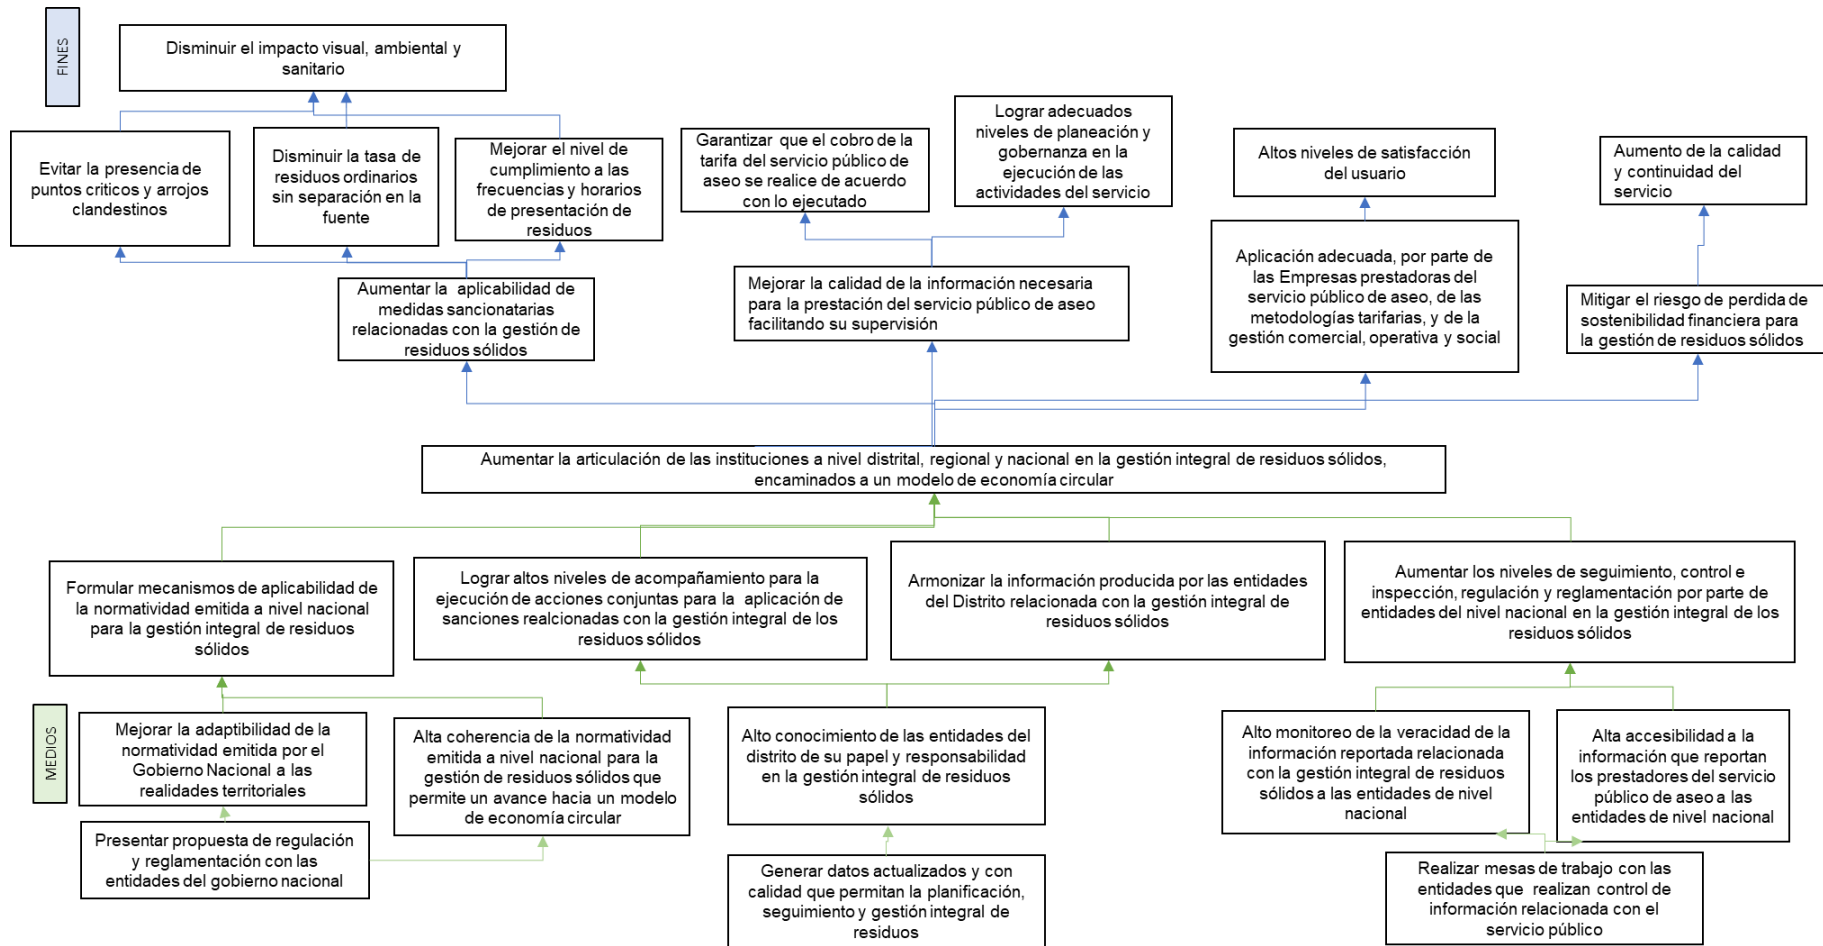 FINES
Disminuir el impacto visual, ambiental y
sanitario
Evitar la presencia de
puntos criticos y arrojos
clandestinos
Disminuir la tasa de
residuos ordinarios
sin separación en la
fuente
Mejorar el nivel de
cumplimiento a las
frecuencias y horarios
de presentación de
residuos
Garantizar que el cobro de la
tarifa del servicio público de
aseo se realice de acuerdo
con lo ejecutado
Lograr adecuados
niveles de planeación y
gobernanza en la
ejecución de las
actividades del servicio
Altos niveles de satisfacción
del usuario
Aumento de la calidad
y continuidad del
servicio
Aumentar la aplicabilidad de
medidas sancionatarias
relacionadas con la gestión de
residuos sólidos
Mejorar la calidad de la información necesaria
para la prestación del servicio público de aseo
facilitando su supervisión
Aplicación adecuada, por parte de
las Empresas prestadoras del
servicio público de aseo, de las
metodologías tarifarias, y de la
gestión comercial, operativa y social
Mitigar el riesgo de perdida de
sostenibilidad financiera para
la gestión de residuos sólidos
Aumentar la articulación de las instituciones a nivel distrital, regional y nacional en la gestión integral de residuos sólidos,
encaminados a un modelo de economía circular
Formular mecanismos de aplicabilidad de
la normatividad emitida a nivel nacional
para la gestión integral de residuos
sólidos
Lograr altos niveles de acompañamiento para la
ejecución de acciones conjuntas para la aplicación de
sanciones realcionadas con la gestión integral de los
residuos sólidos
Armonizar la información producida por las entidades
del Distrito relacionada con la gestión integral de
residuos sólidos
Aumentar los niveles de seguimiento, control e
inspección, regulación y reglamentación por parte de
entidades del nivel nacional en la gestión integral de los
residuos sólidos
MEDIOS
Mejorar la adaptibilidad de la
normatividad emitida por el
Gobierno Nacional a las
realidades territoriales
Alta coherencia de la normatividad
emitida a nivel nacional para la
gestión de residuos sólidos que
permite un avance hacia un modelo
de economía circular
Alto conocimiento de las entidades del
distrito de su papel y responsabilidad
en la gestión integral de residuos
sólidos
Alto monitoreo de la veracidad de la
información reportada relacionada
con la gestión integral de residuos
sólidos a las entidades de nivel
nacional
Alta accesibilidad a la
información que reportan
los prestadores del servicio
público de aseo a las
entidades de nivel nacional
Presentar propuesta de regulación
y reglamentación con las
entidades del gobierno nacional
Generar datos actualizados y con
calidad que permitan la planificación,
seguimiento y gestión integral de
residuos
Realizar mesas de trabajo con las
entidades que realizan control de
información relacionada con el
servicio público